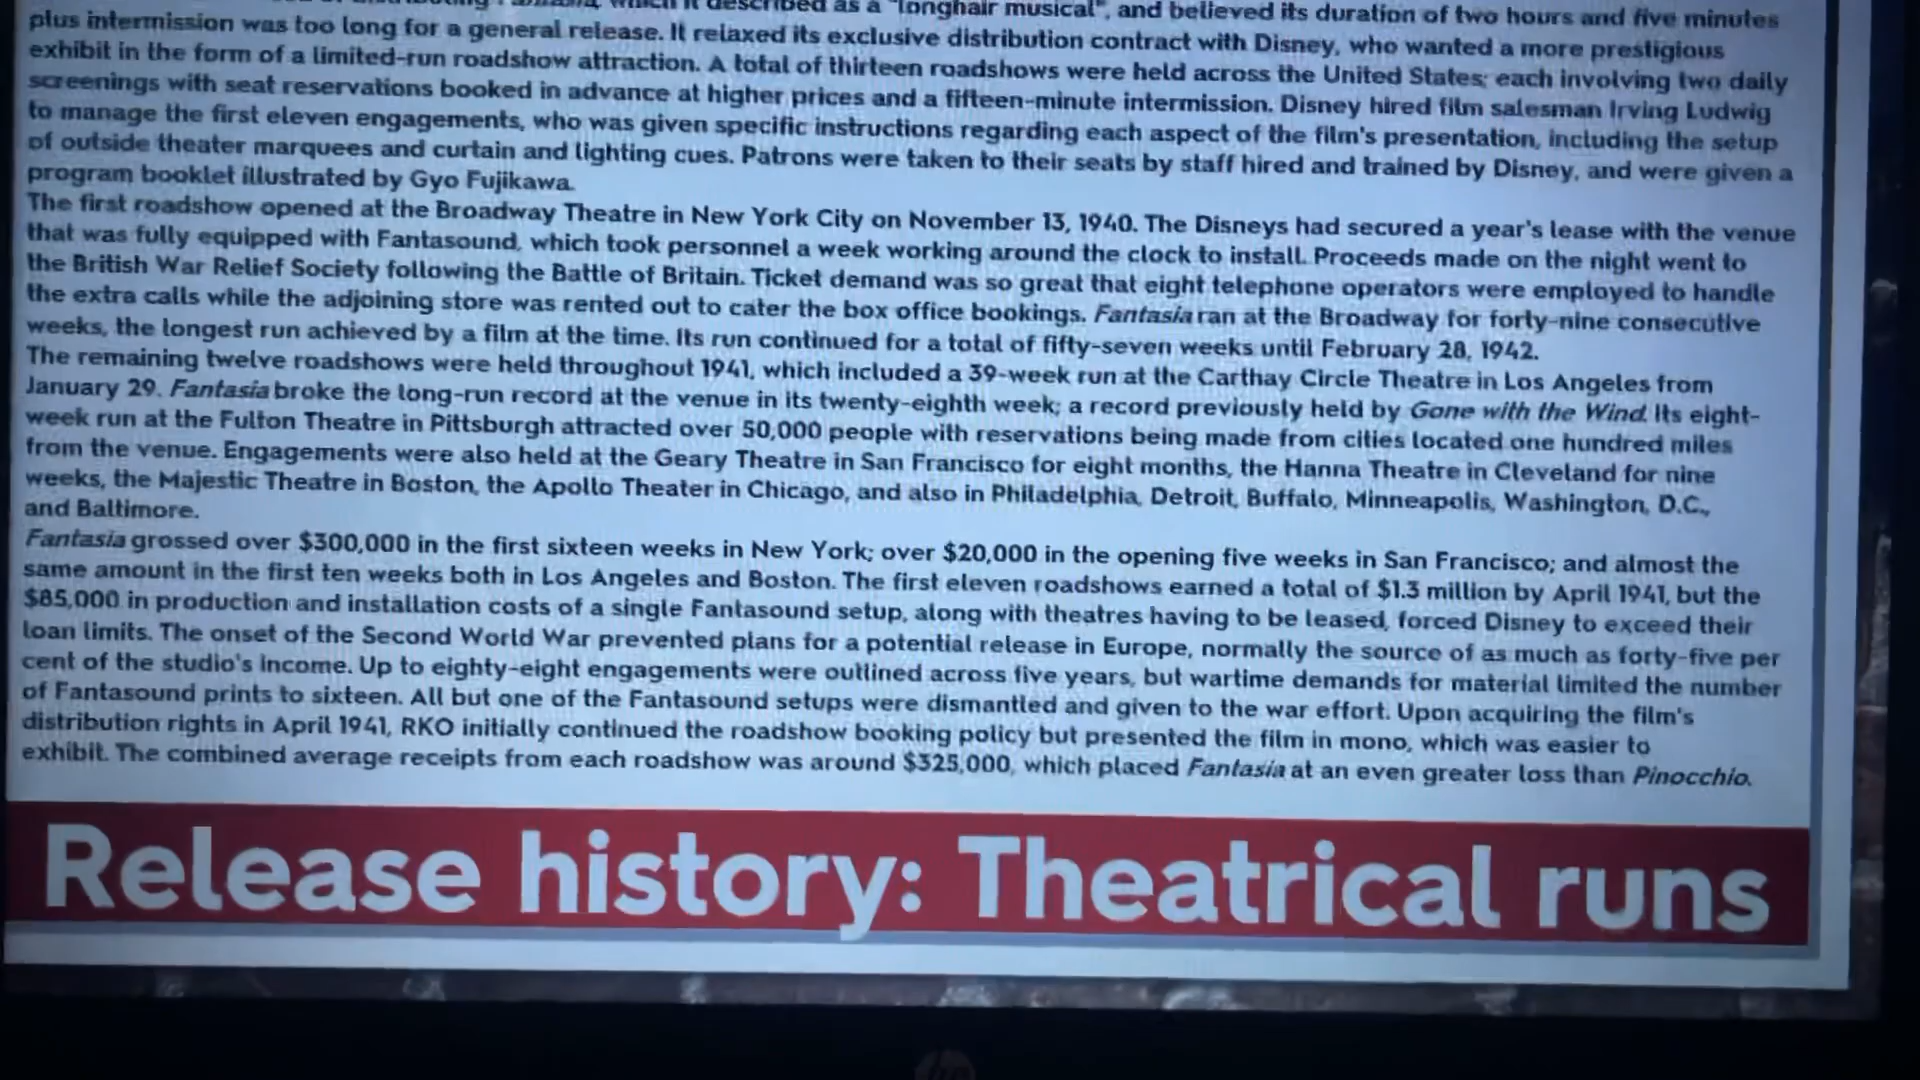 described as a "longhair musical", and believed its duration of two hours and five minutes
plus intermission was too long for a general release. It relaxed its exclusive distribution contract with Disney, who wanted a more prestigious
exhibit in the form of a limited-run roadshow attraction. A total of thirteen roadshows were held across the United States; each involving two daily
screenings with seat reservations booked in advance at higher prices and a fifteen-minute intermission. Disney hired film salesman Irving Ludwig
to manage the first eleven engagements, who was given specific instructions regarding each aspect of the film's presentation, including the setup
of outside theater marquees and curtain and lighting cues. Patrons were taken to their seats by staff hired and trained by Disney, and were given a
program booklet illustrated by Gyo Fujikawa.
The first roadshow opened at the Broadway Theatre in New York City on November 13, 1940. The Disneys had secured a year's lease with the venue
that was fully equipped with Fantasound, which took personnel a week working around the clock to install. Proceeds made on the night went to
the British War Relief Society following the Battle of Britain. Ticket demand was so great that eight telephone operators were employed to handle
the extra calls while the adjoining store was rented out to cater the box office bookings. Fantasia ran at the Broadway for forty-nine consecutive
weeks, the longest run achieved by a film at the time. Its run continued for a total of fifty-seven weeks until February 28, 1942.
The remaining twelve roadshows were held throughout 1941, which included a 39-week run at the Carthay Circle Theatre in Los Angeles from
January 29. Fantasia broke the long-run record at the venue in its twenty-eighth week; a record previously held by Gone with the Wind. Its eight-
week run at the Fulton Theatre in Pittsburgh attracted over 50,000 people with reservations being made from cities located one hundred miles
from the venue. Engagements were also held at the Geary Theatre in San Francisco for eight months, the Hanna Theatre in Cleveland for nine
weeks, the Majestic Theatre in Boston, the Apollo Theater in Chicago, and also in Philadelphia, Detroit, Buffalo, Minneapolis, Washington, D.C.,
and Baltimore.
Fantasia grossed over $300,000 in the first sixteen weeks in New York; over $20,000 in the opening five weeks in San Francisco; and almost the
same amount in the first ten weeks both in Los Angeles and Boston. The first eleven roadshows earned a total of $1.3 million by April 1941, but the
$85,000 in production and installation costs of a single Fantasound setup, along with theatres having to be leased, forced Disney to exceed their
loan limits. The onset of the Second World War prevented plans for a potential release in Europe, normally the source of as much as forty-five per
cent of the studio's income. Up to eighty-eight engagements were outlined across five years, but wartime demands for material limited the number
of Fantasound prints to sixteen. All but one of the Fantasound setups were dismantled and given to the war effort. Upon acquiring the film's
distribution rights in April 1941, RKO initially continued the roadshow booking policy but presented the film in mono, which was easier to
exhibit. The combined average receipts from each roadshow was around $325,000, which placed Fantasia at an even greater loss than Pinocchio.
Release history: Theatrical runs
hp